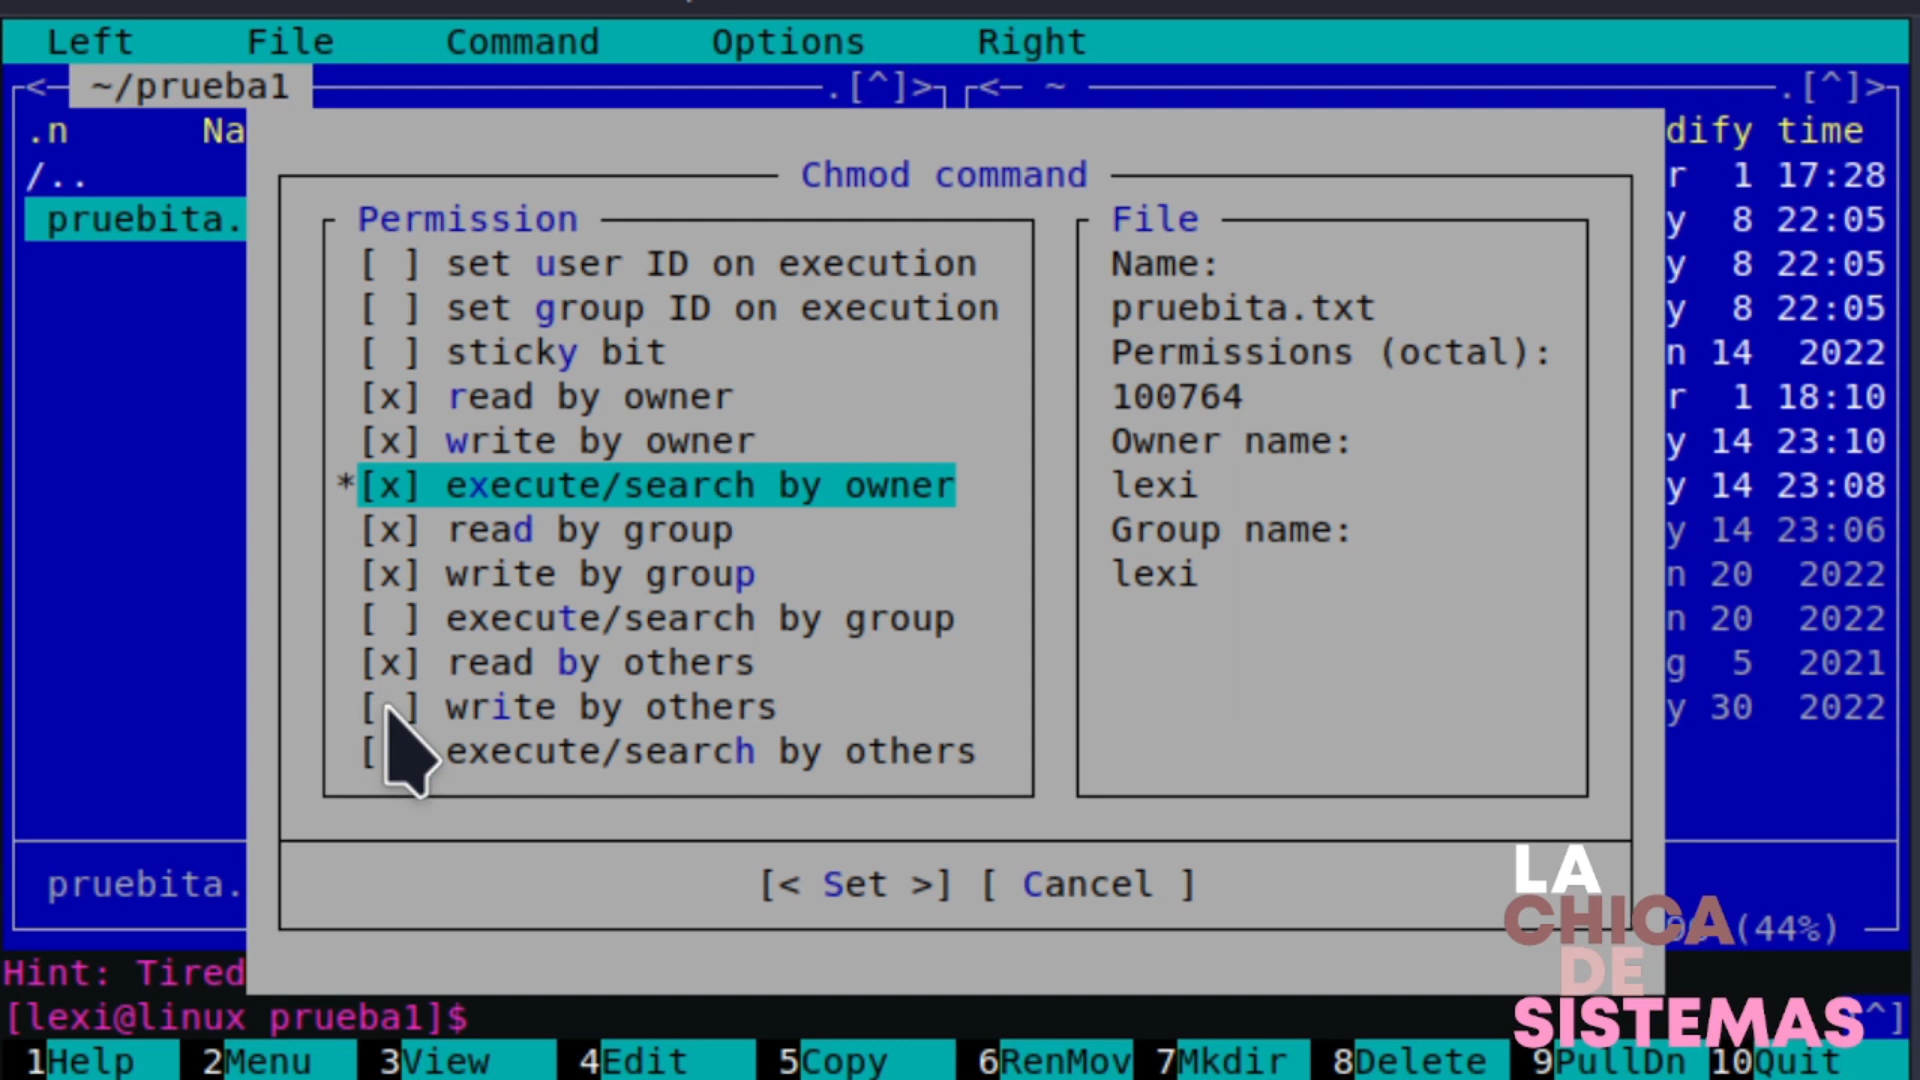 Left File Command Options Right
<─ ~/prueba1 ─.[^]>┐┌<─ ~ ─.[^]>┐
.n Na dify time
/.. r 1 17:28
pruebita. y 8 22:05
y 8 22:05
y 8 22:05
n 14 2022
r 1 18:10
y 14 23:10
y 14 23:08
y 14 23:06
n 20 2022
n 20 2022
g 5 2021
y 30 2022
Chmod command
Permission
[ ] set user ID on execution
[ ] set group ID on execution
[ ] sticky bit
[x] read by owner
[x] write by owner
*[x] execute/search by owner
[x] read by group
[x] write by group
[ ] execute/search by group
[x] read by others
[ ] write by others
[ execute/search by others
File
Name:
pruebita.txt
Permissions (octal):
100764
Owner name:
lexi
Group name:
lexi
[< Set >] [ Cancel ]
pruebita.
(44%)
Hint: Tired
[lexi@linux prueba1]$ ^]
1Help 2Menu 3View 4Edit 5Copy 6RenMov 7Mkdir 8Delete 9PullDn 10Quit
LA
CHICA
DE
SISTEMAS